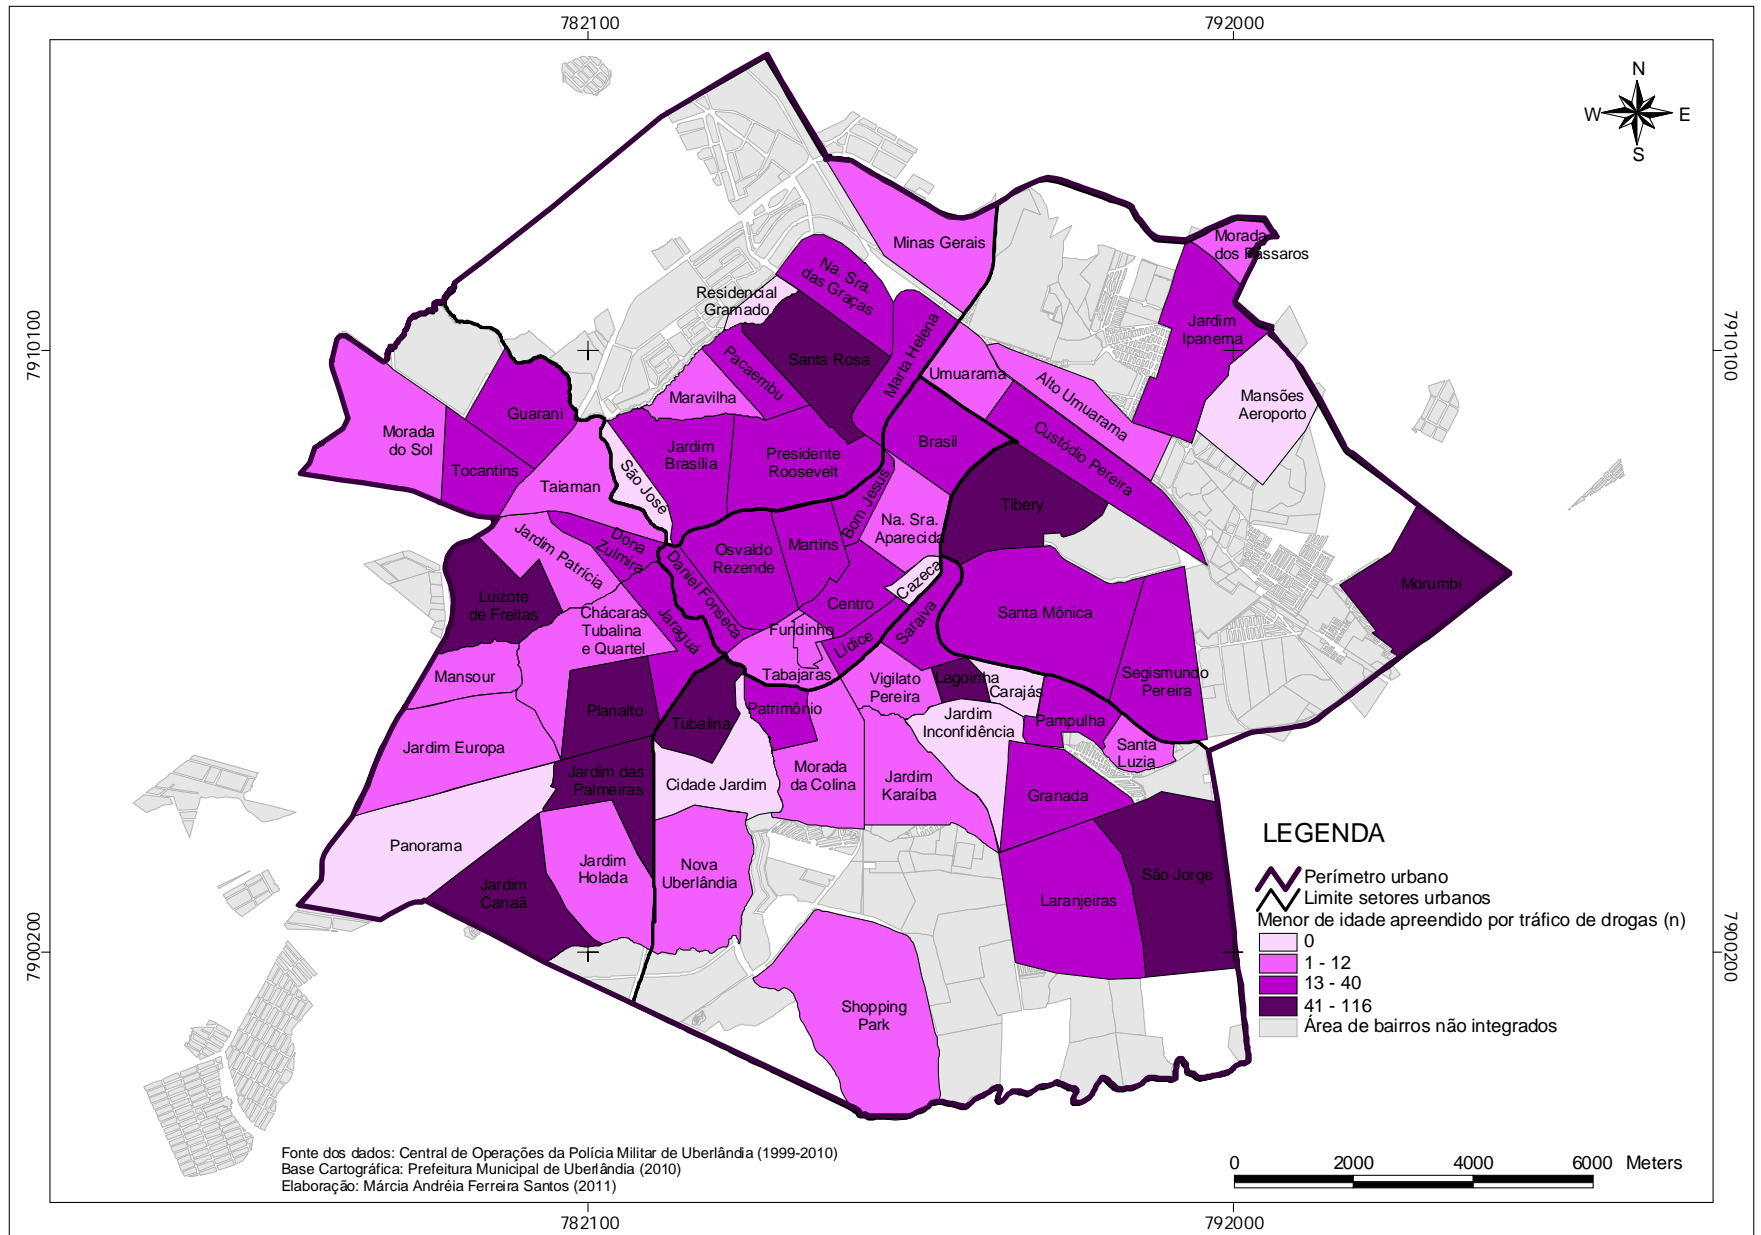 782100
792000
N
W
E
S
Minas Gerais
Morada
dos Pássaros
Na. Sra.
das Graças
Residencial
Gramado
Jardim
Ipanema
7910100
7910100
Marta Helena
Santa Rosa
Pacaembu
Maravilha
Umuarama
Alto Umuarama
Mansões
Aeroporto
Guarani
Morada
do Sol
Tocantins
Taiaman
São José
Jardim
Brasília
Presidente
Roosevelt
Brasil
Custódio Pereira
Tibery
Bom Jesus
Na. Sra.
Aparecida
Jardim Patrícia
Dona
Zulmira
Daniel Fonseca
Osvaldo
Rezende
Martins
Cazeca
Morumbi
Luizote
de Freitas
Chácaras
Tubalina
e Quartel
Jaraguá
Centro
Fundinho
Lídice
Saraiva
Santa Mônica
Mansour
Tabajaras
Vigilato
Pereira
Lagoinha
Carajás
Segismundo
Pereira
Planalto
Tubalina
Patrimônio
Jardim
Inconfidência
Pampulha
Jardim Europa
Santa
Luzia
Jardim das
Palmeiras
Cidade Jardim
Morada
da Colina
Jardim
Karaíba
Granada
Panorama
Jardim
Canaã
Jardim
Holada
Nova
Uberlândia
Laranjeiras
São Jorge
Shopping
Park
7900200
7900200
LEGENDA
Perímetro urbano
Limite setores urbanos
Menor de idade apreendido por tráfico de drogas (n)
0
1 - 12
13 - 40
41 - 116
Área de bairros não integrados
Fonte dos dados: Central de Operações da Polícia Militar de Uberlândia (1999-2010)
Base Cartográfica: Prefeitura Municipal de Uberlândia (2010)
Elaboração: Márcia Andréia Ferreira Santos (2011)
0 2000 4000 6000 Meters
782100
792000